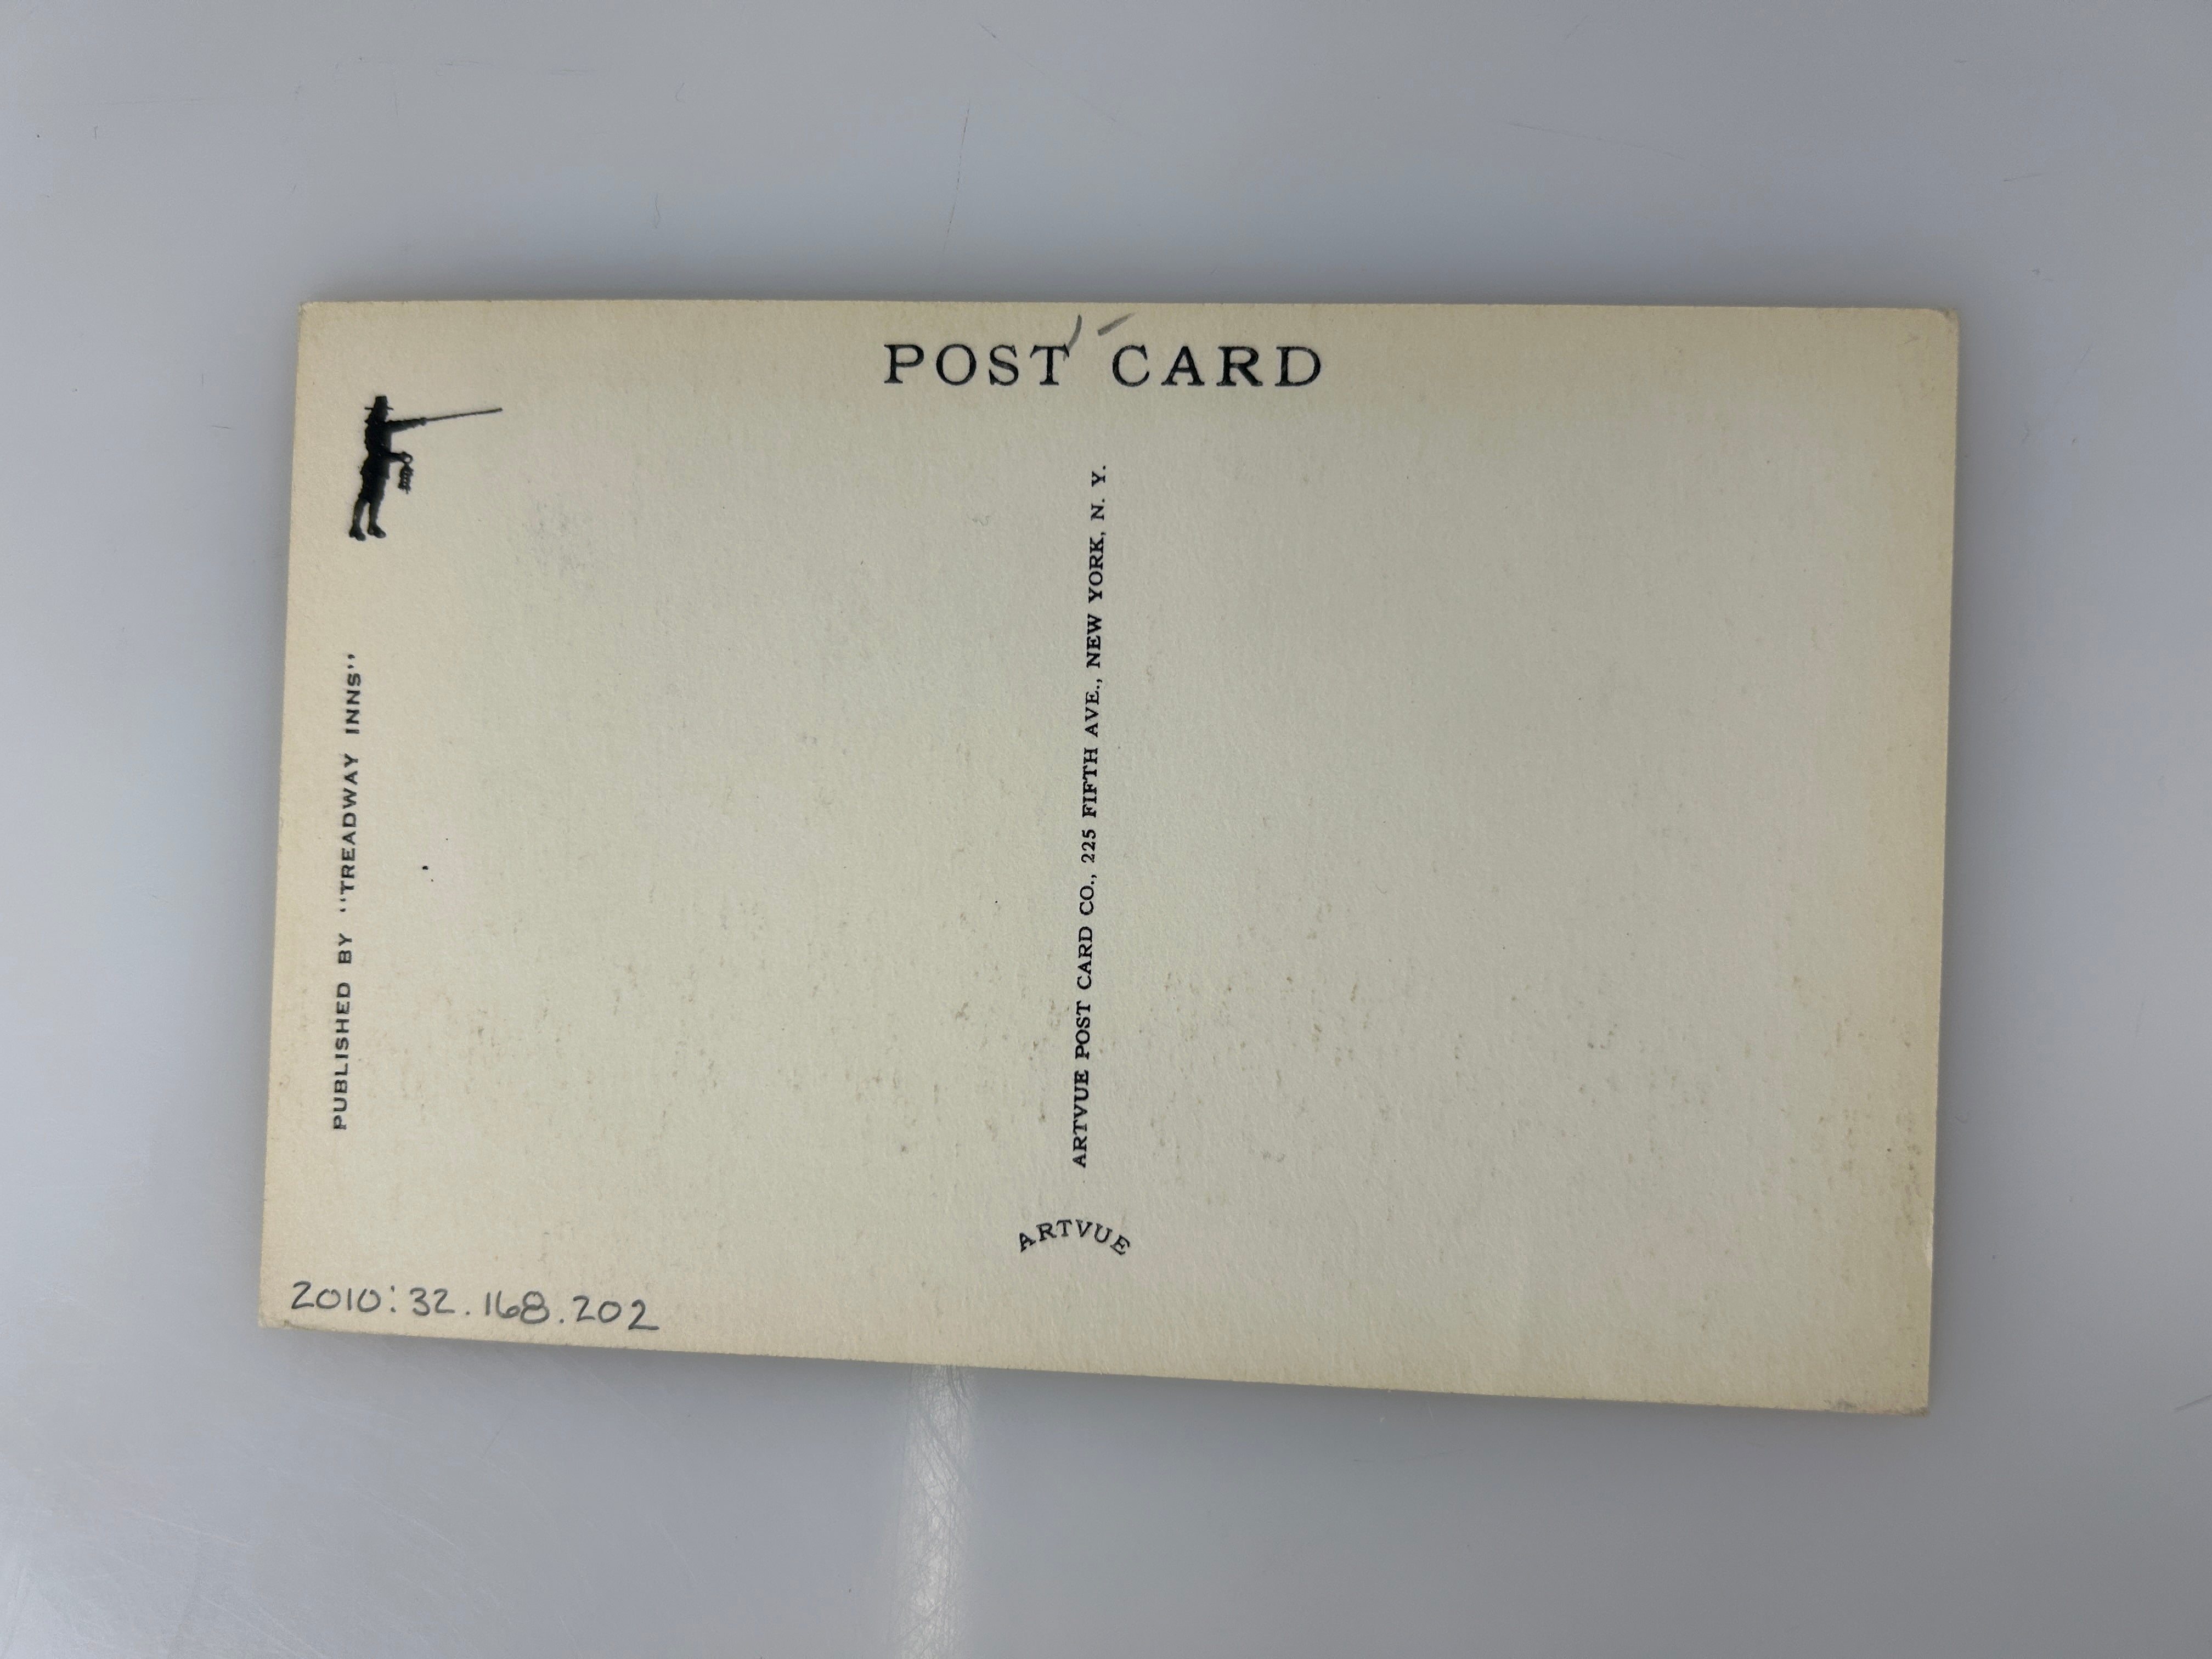 POST CARD
PUBLISHED BY "TREADWAY INNS"
ARTVUE POST CARD CO., 225 FIFTH AVE., NEW YORK, N. Y.
ARTVUE
2010:32.168.202